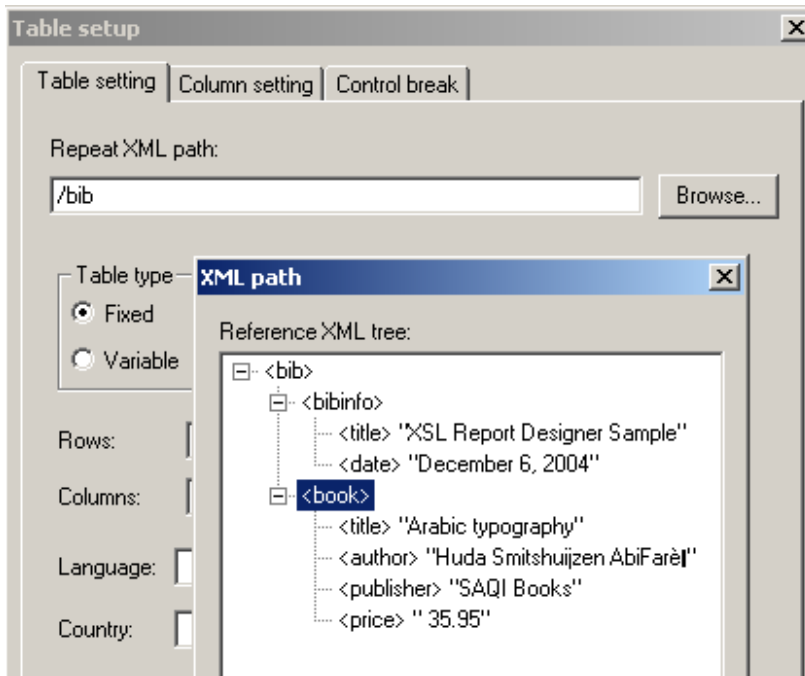 Table setup
Table setting Column setting Control break
Repeat XML path:
/bib Browse...
Table type
Fixed
Variable
Rows:
Columns:
Language:
Country:
XML path
Reference XML tree:
<bib>
<bibinfo>
<title> "XSL Report Designer Sample"
<date> "December 6, 2004"
<book>
<title> "Arabic typography"
<author> "Huda Smitshuijzen AbiFarè"
<publisher> "SAQI Books"
<price> " 35.95"